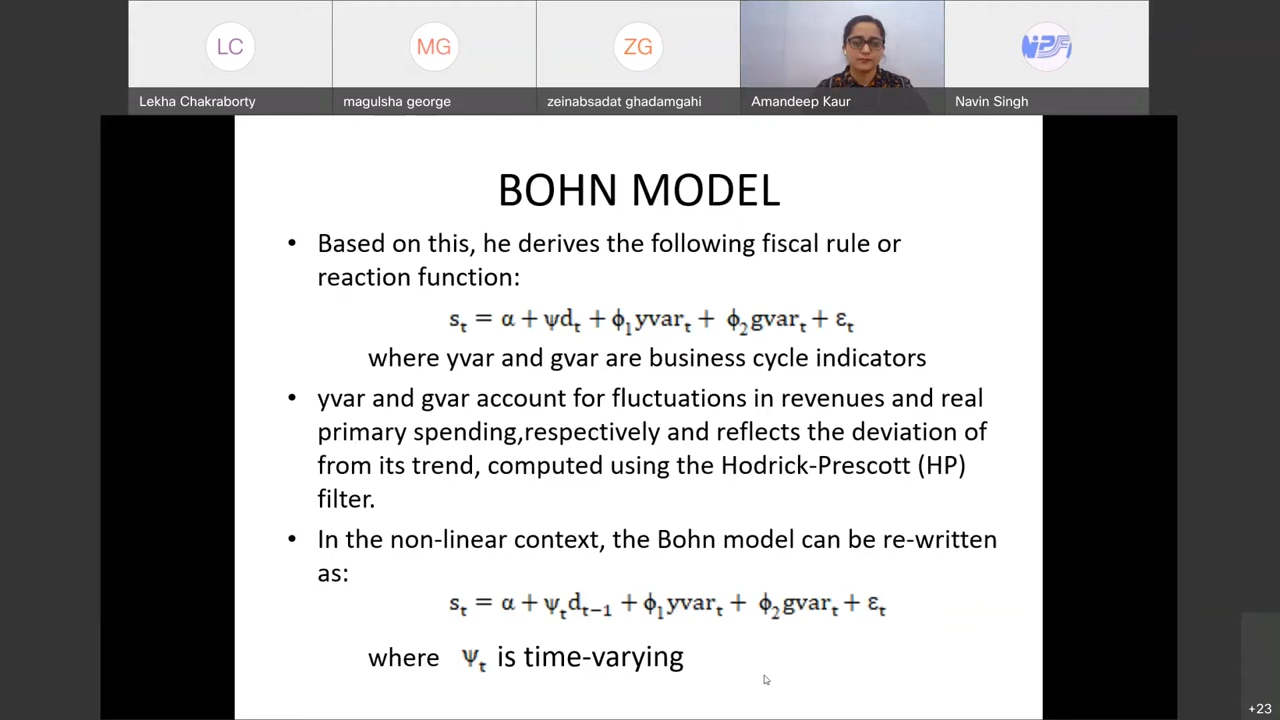 LC
MG
ZG
NIPFP
Lekha Chakraborty
magulsha george
zeinabsadat ghadamgahi
Amandeep Kaur
Navin Singh
BOHN MODEL
• Based on this, he derives the following fiscal rule or
reaction function:
sₜ = α + ψdₜ + ϕ₁yvarₜ + ϕ₂gvarₜ + εₜ
where yvar and gvar are business cycle indicators
• yvar and gvar account for fluctuations in revenues and real
primary spending,respectively and reflects the deviation of
from its trend, computed using the Hodrick-Prescott (HP)
filter.
• In the non-linear context, the Bohn model can be re-written
as:
sₜ = α + ψₜdₜ₋₁ + ϕ₁yvarₜ + ϕ₂gvarₜ + εₜ
where ψₜ is time-varying
+23